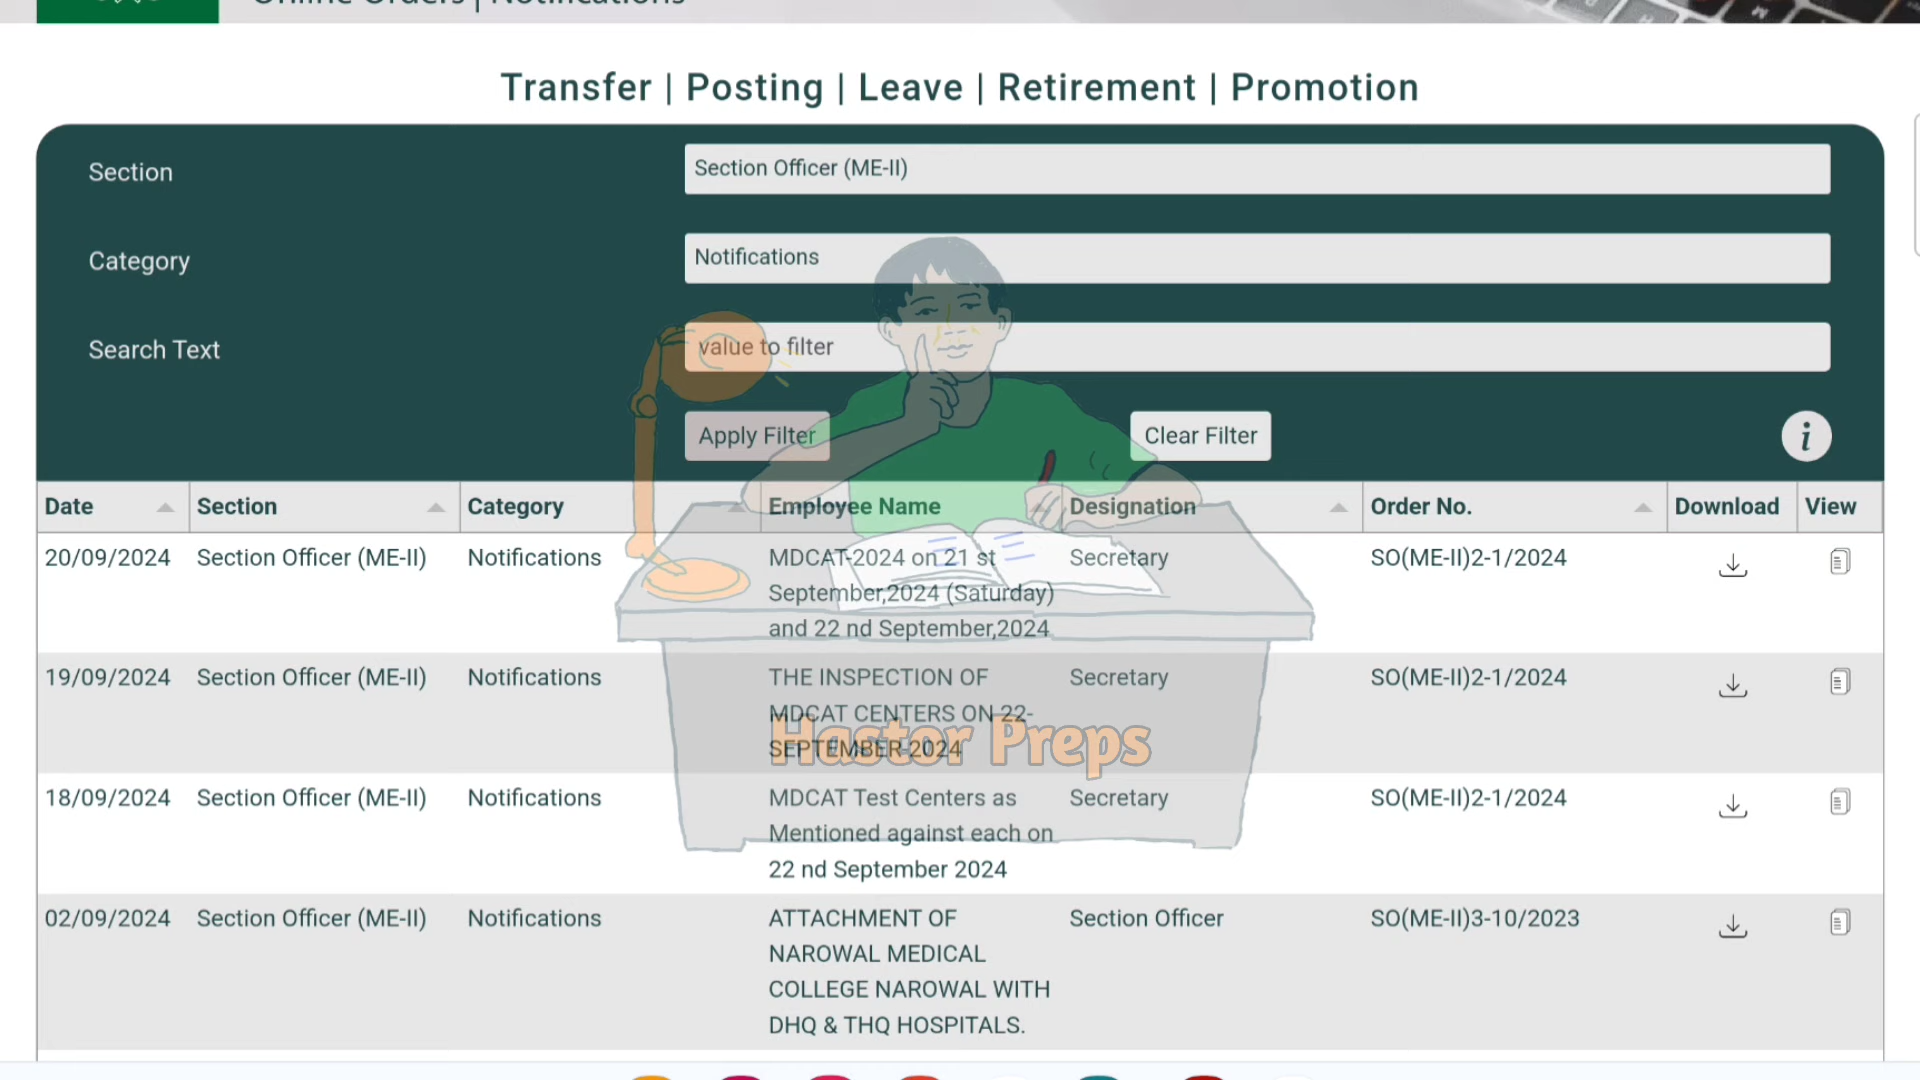 Online Orders | Notifications
Transfer | Posting | Leave | Retirement | Promotion
Section
Section Officer (ME-II)
Category
Notifications
Search Text
value to filter
Apply Filter
Clear Filter
i
Date Section Category Employee Name Designation Order No. Download View
20/09/2024 Section Officer (ME-II) Notifications MDCAT-2024 on 21 st Secretary SO(ME-II)2-1/2024
September,2024 (Saturday)
and 22 nd September,2024
19/09/2024 Section Officer (ME-II) Notifications THE INSPECTION OF Secretary SO(ME-II)2-1/2024
MDCAT CENTERS ON 22-
SEPTEMBER-2024
Hastor Preps
18/09/2024 Section Officer (ME-II) Notifications MDCAT Test Centers as Secretary SO(ME-II)2-1/2024
Mentioned against each on
22 nd September 2024
02/09/2024 Section Officer (ME-II) Notifications ATTACHMENT OF Section Officer SO(ME-II)3-10/2023
NAROWAL MEDICAL
COLLEGE NAROWAL WITH
DHQ & THQ HOSPITALS.